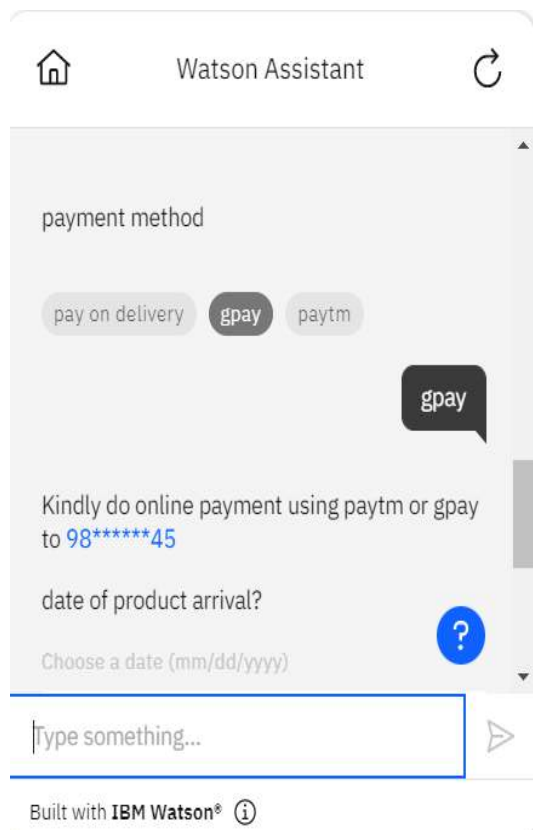 Watson Assistant
payment method
pay on delivery gpay paytm
gpay
Kindly do online payment using paytm or gpay
to 98******45
date of product arrival?
?
Choose a date (mm/dd/yyyy)
Type something...
Built with IBM Watson® i